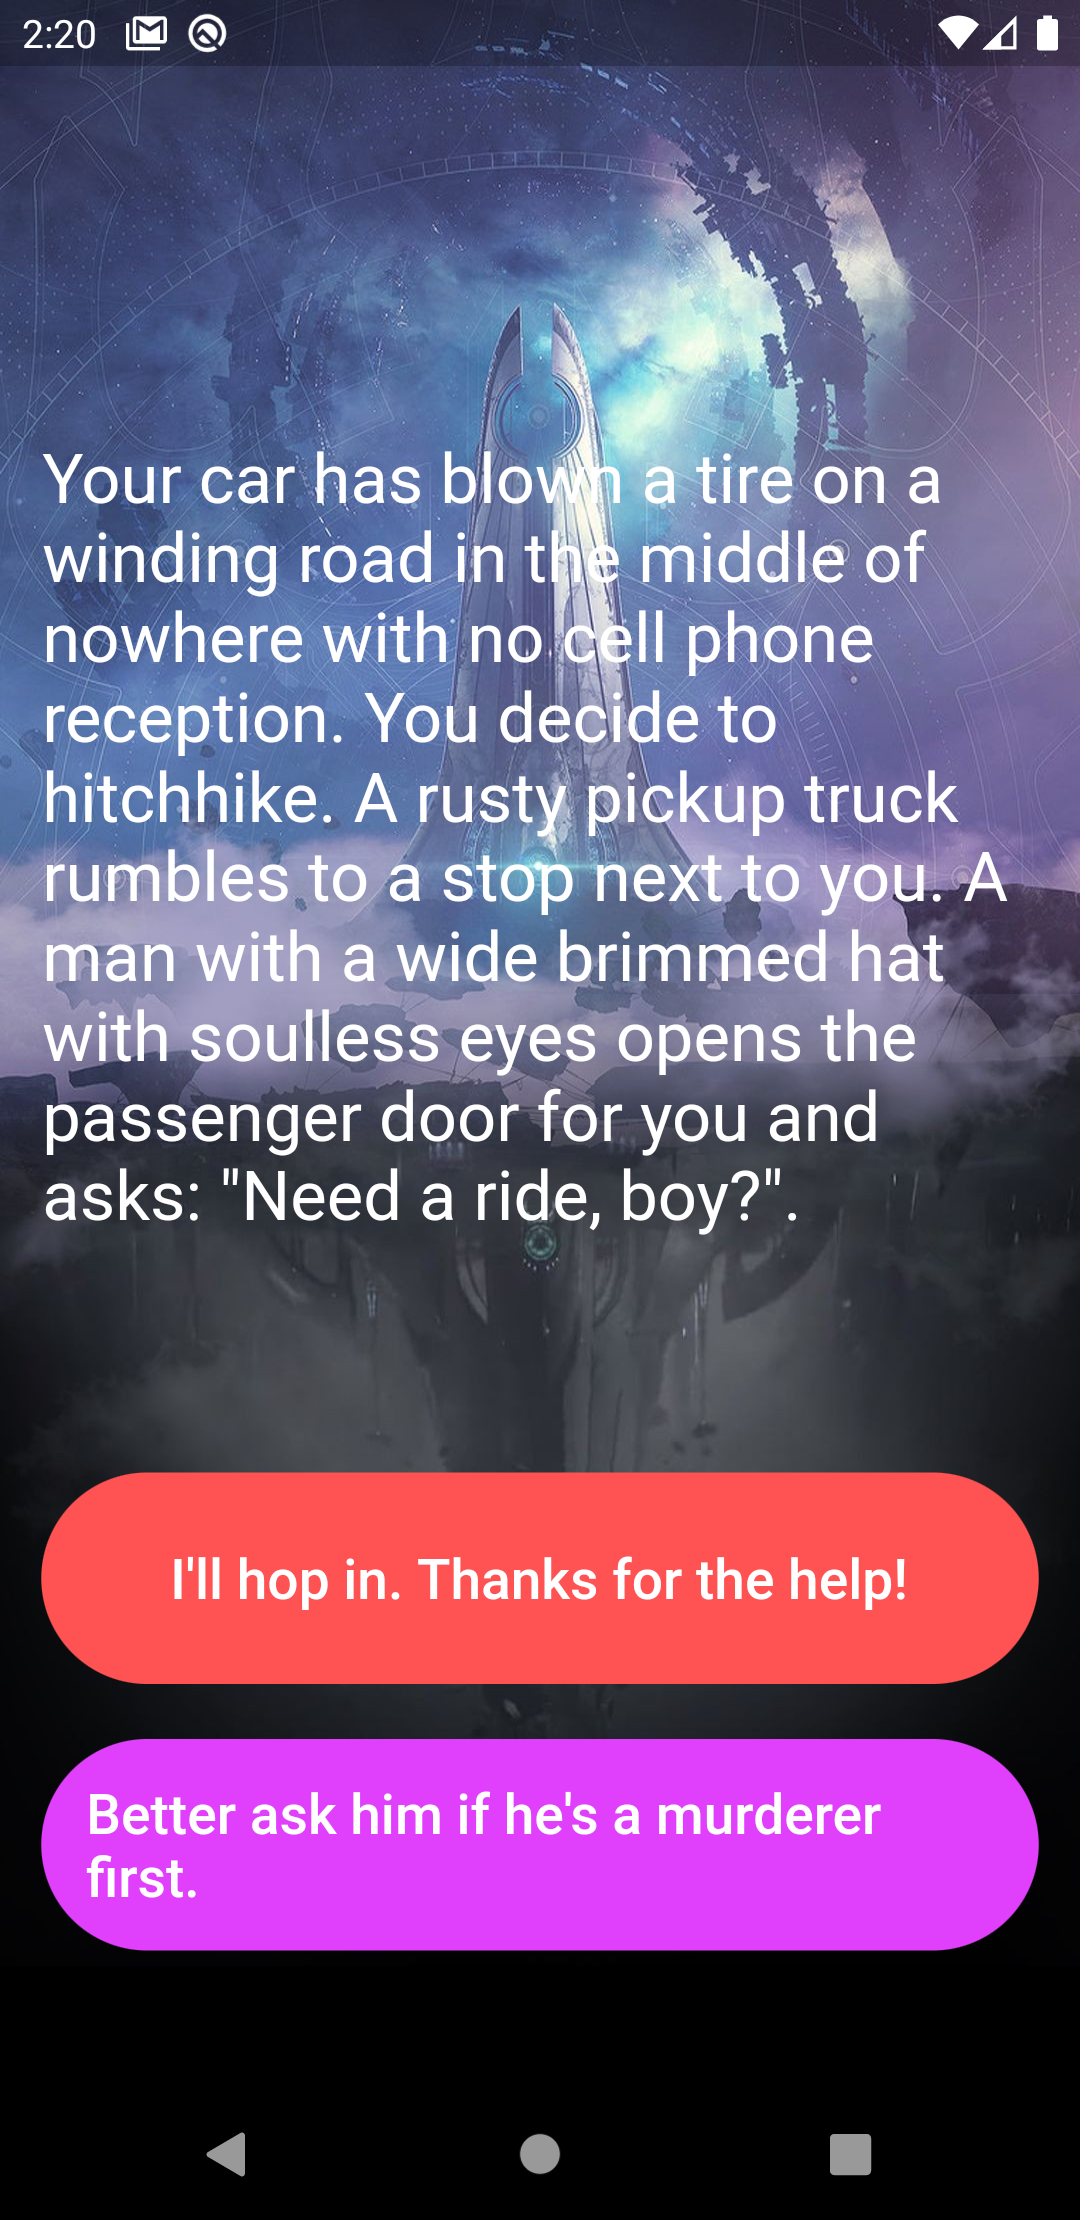 2:20
Your car has blown a tire on a
winding road in the middle of
nowhere with no cell phone
reception. You decide to
hitchhike. A rusty pickup truck
rumbles to a stop next to you. A
man with a wide brimmed hat
with soulless eyes opens the
passenger door for you and
asks: "Need a ride, boy?".
I'll hop in. Thanks for the help!
Better ask him if he's a murderer
first.